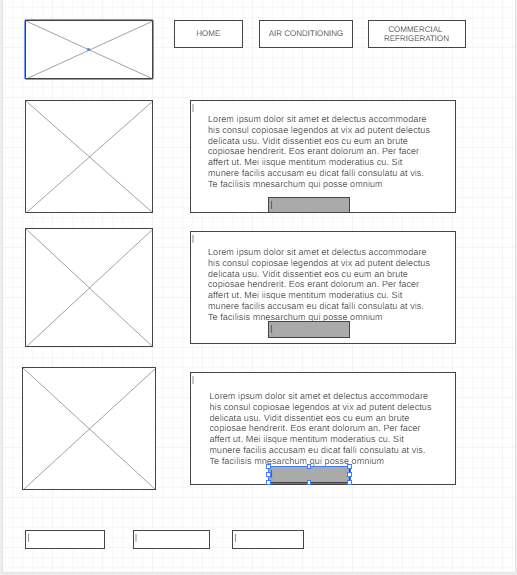 HOME
AIR CONDITIONING
COMMERCIAL
REFRIGERATION
Lorem ipsum dolor sit amet et delectus accommodare
his consul copiosae legendos at vix ad putent delectus
delicata usu. Vidit dissentiet eos cu eum an brute
copiosae hendrerit. Eos erant dolorum an. Per facer
affert ut. Mei iisque mentitum moderatius cu. Sit
munere facilis accusam eu dicat falli consulatu at vis.
Te facilisis mnesarchum qui posse omnium
Lorem ipsum dolor sit amet et delectus accommodare
his consul copiosae legendos at vix ad putent delectus
delicata usu. Vidit dissentiet eos cu eum an brute
copiosae hendrerit. Eos erant dolorum an. Per facer
affert ut. Mei iisque mentitum moderatius cu. Sit
munere facilis accusam eu dicat falli consulatu at vis.
Te facilisis mnesarchum qui posse omnium
Lorem ipsum dolor sit amet et delectus accommodare
his consul copiosae legendos at vix ad putent delectus
delicata usu. Vidit dissentiet eos cu eum an brute
copiosae hendrerit. Eos erant dolorum an. Per facer
affert ut. Mei iisque mentitum moderatius cu. Sit
munere facilis accusam eu dicat falli consulatu at vis.
Te facilisis mnesarchum qui posse omnium